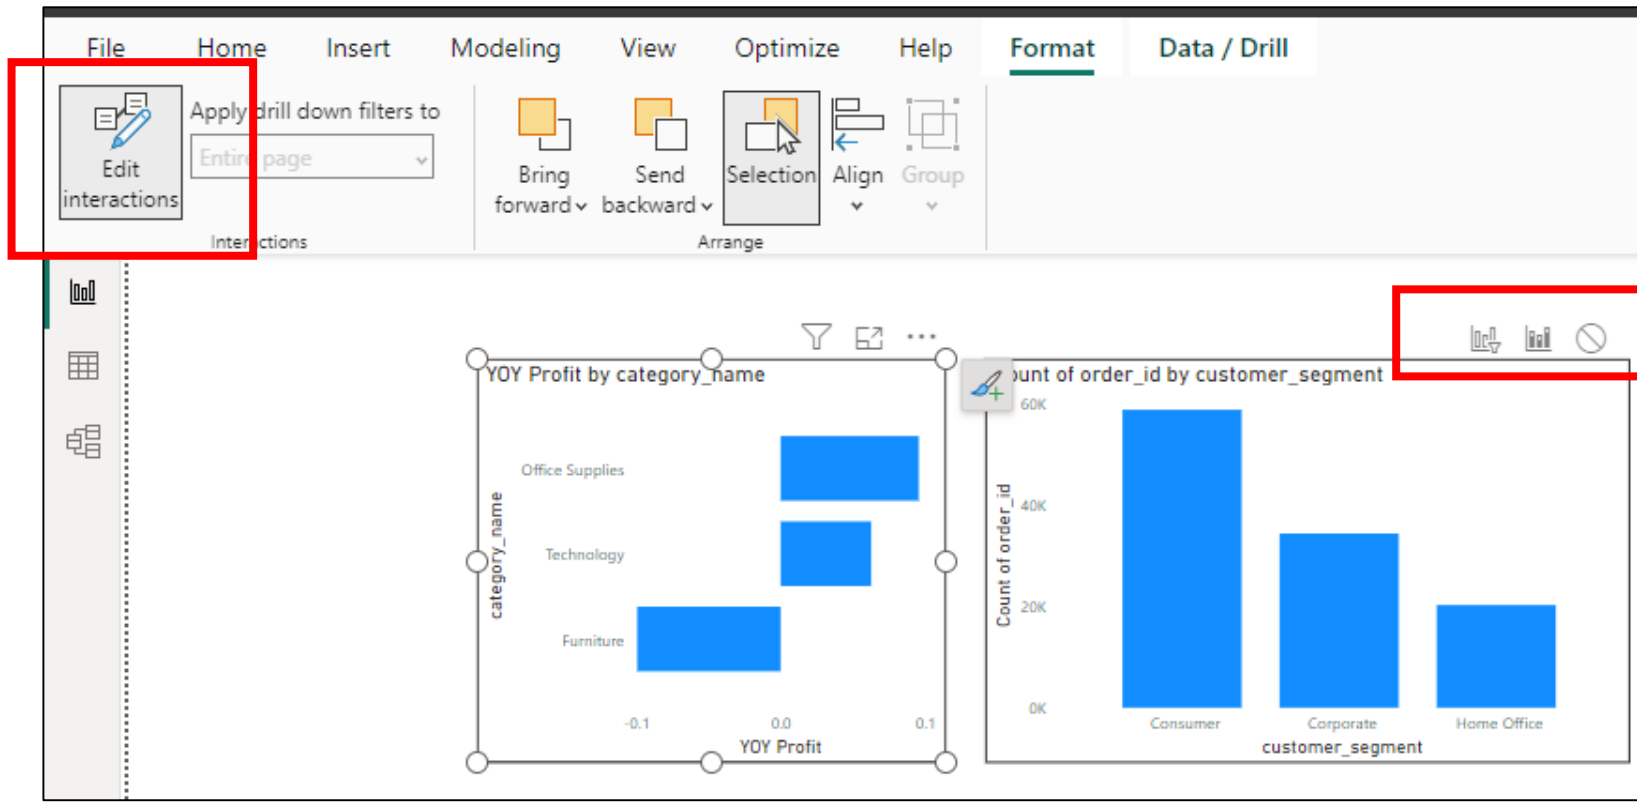 File Home Insert Modeling View Optimize Help Format Data / Drill
Edit
interactions
Apply drill down filters to
Entire page
Interactions
Bring
forward
Send
backward
Selection
Align
Group
Arrange
YOY Profit by category_name
category_name
Office Supplies
Technology
Furniture
-0.1 0.0 0.1
YOY Profit
ount of order_id by customer_segment
Count of order_id
60K
40K
20K
0K
Consumer Corporate Home Office
customer_segment